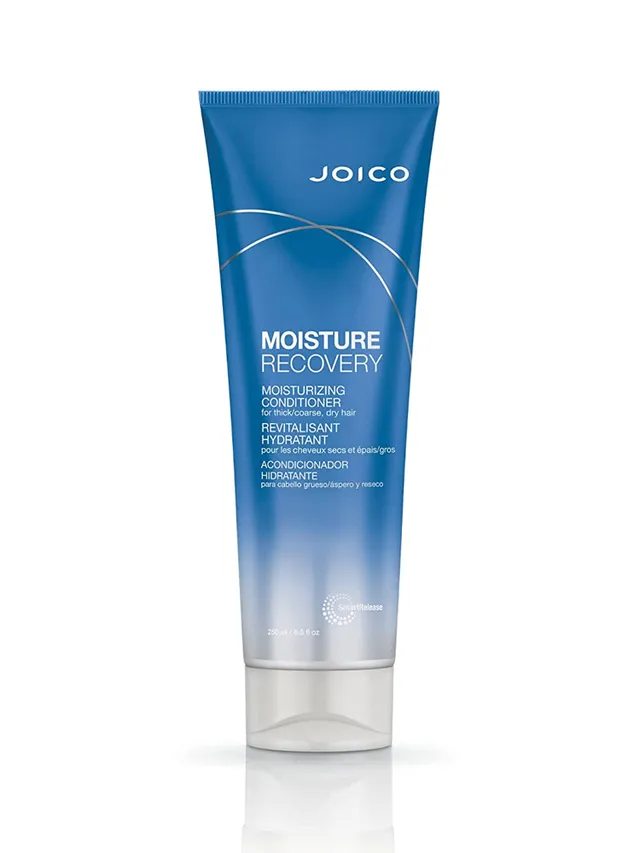 JOICO
MOISTURE
RECOVERY
MOISTURIZING
CONDITIONER
for thick/coarse, dry hair
REVITALISANT
HYDRATANT
pour les cheveux secs et épais/gros
ACONDICIONADOR
HIDRATANTE
para cabello grueso/áspero y reseco
SmartRelease
250 ml / 8.5 fl oz